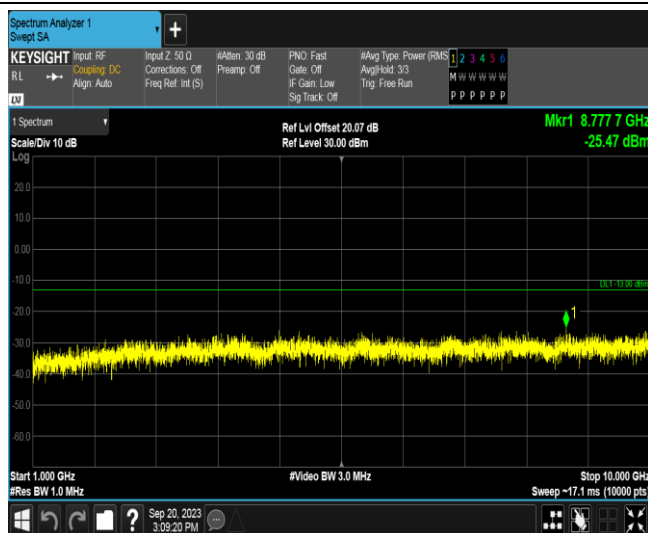 Spectrum Analyzer 1
Swept SA
KEYSIGHT
RL
Input: RF
Coupling: DC
Align: Auto
Input Z: 50 Ω
Corrections: Off
Freq Ref: Int (S)
#Atten: 30 dB
Preamp: Off
PNO: Fast
Gate: Off
IF Gain: Low
Sig Track: Off
#Avg Type: Power (RMS
Avg|Hold: 3/3
Trig: Free Run
1 2 3 4 5 6
M W W W W W
P P P P P P
LXI
1 Spectrum
Scale/Div 10 dB
Ref Lvl Offset 20.07 dB
Ref Level 30.00 dBm
Mkr1 8.777 7 GHz
-25.47 dBm
Log
20.0
10.0
0.00
-10.0
DL1 -13.00 dBm
-20.0
1
-30.0
-40.0
-50.0
-60.0
Start 1.000 GHz
#Video BW 3.0 MHz
Stop 10.000 GHz
#Res BW 1.0 MHz
Sweep ~17.1 ms (10000 pts)
?
Sep 20, 2023
3:09:20 PM